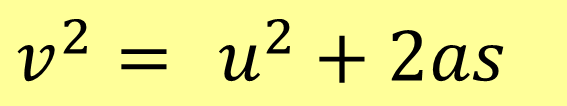 v² = u² + 2as